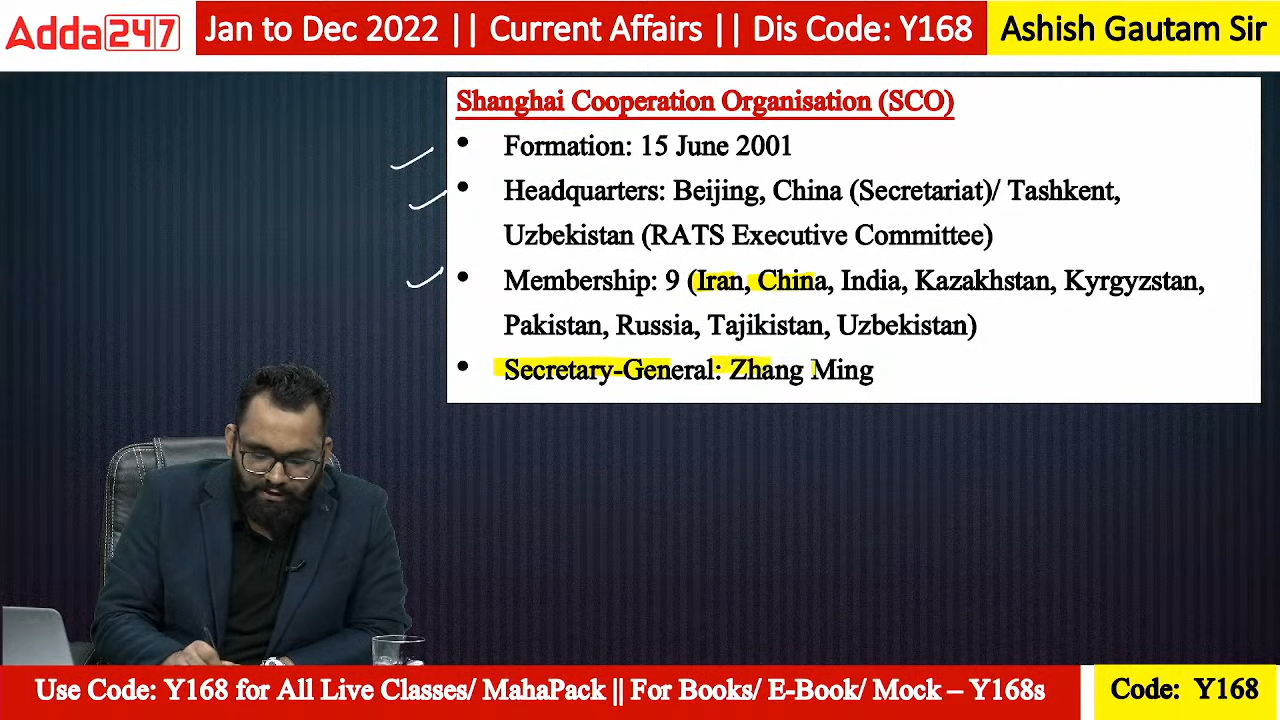 Adda247 Jan to Dec 2022 || Current Affairs || Dis Code: Y168 Ashish Gautam Sir
Shanghai Cooperation Organisation (SCO)
• Formation: 15 June 2001
• Headquarters: Beijing, China (Secretariat)/ Tashkent,
Uzbekistan (RATS Executive Committee)
• Membership: 9 (Iran, China, India, Kazakhstan, Kyrgyzstan,
Pakistan, Russia, Tajikistan, Uzbekistan)
• Secretary-General: Zhang Ming
Use Code: Y168 for All Live Classes/ MahaPack || For Books/ E-Book/ Mock – Y168s Code: Y168